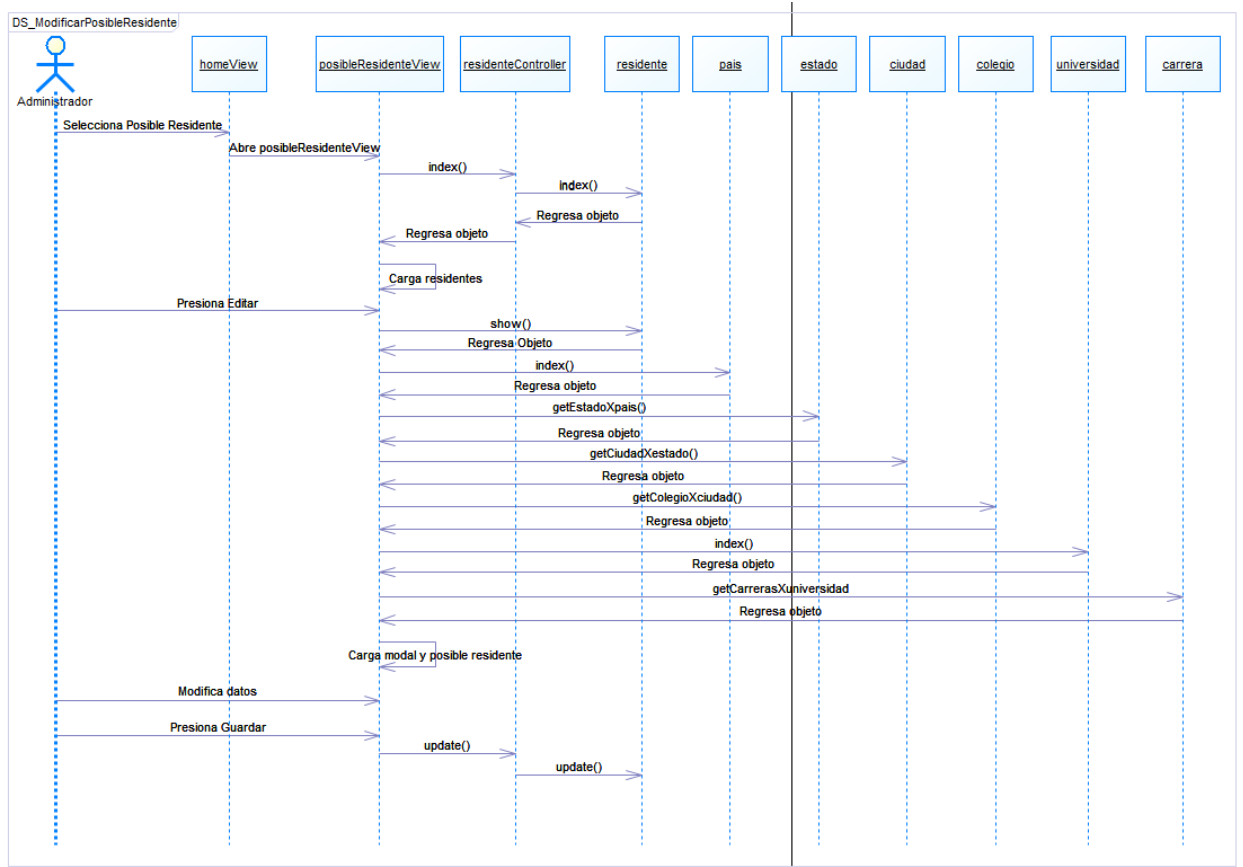 DS_ModificarPosibleResidente
homeView
posibleResidenteView
residenteController
residente
pais
estado
ciudad
colegio
universidad
carrera
Administrador
Selecciona Posible Residente
Abre posibleResidenteView
index()
index()
Regresa objeto
Regresa objeto
Carga residentes
Presiona Editar
show()
Regresa Objeto
index()
Regresa objeto
getEstadoXpais()
Regresa objeto
getCiudadXestado()
Regresa objeto
getColegioXciudad()
Regresa objeto
index()
Regresa objeto
getCarrerasXuniversidad
Regresa objeto
Carga modal y posible residente
Modifica datos
Presiona Guardar
update()
update()